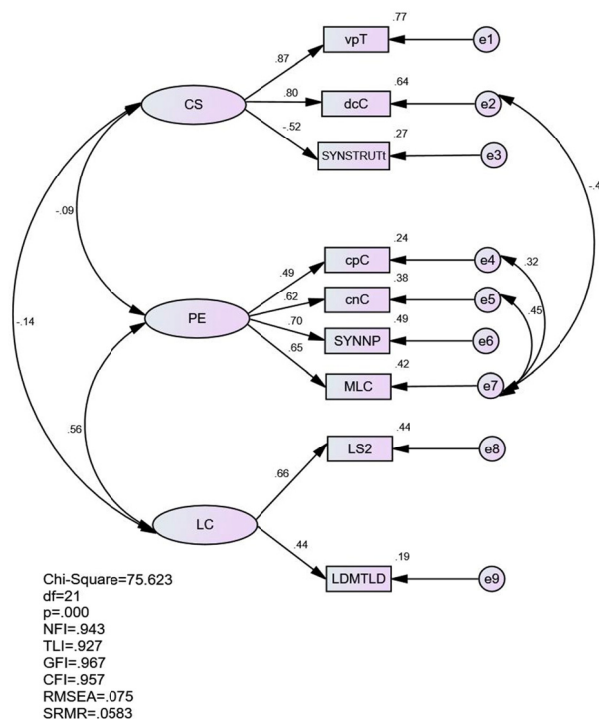 .77
vpT
e1
.87
.64
CS
.80
dcC
e2
-.52
.27
SYNSTRUTt
e3
-.4
-.09
.24
cpC
e4
.32
.49
.38
.62
cnC
e5
.45
PE
.70
.49
SYNNP
e6
.65
.42
MLC
e7
-.14
.56
.44
LS2
e8
.66
LC
.44
.19
LDMTLD
e9
Chi-Square=75.623
df=21
p=.000
NFI=.943
TLI=.927
GFI=.967
CFI=.957
RMSEA=.075
SRMR=.0583